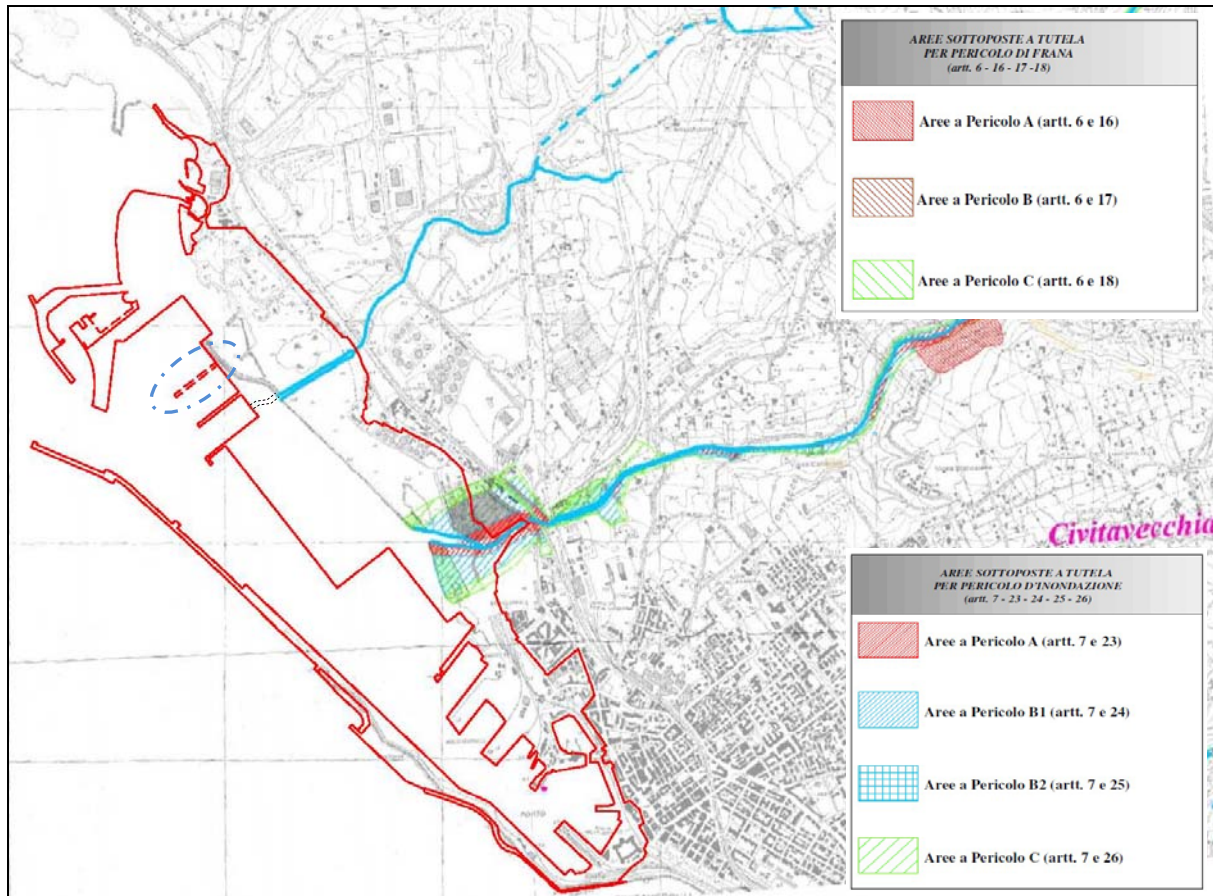 AREE SOTTOPOSTE A TUTELA
PER PERICOLO DI FRANA
(artt. 6 - 16 - 17 -18)
Aree a Pericolo A (artt. 6 e 16)
Aree a Pericolo B (artt. 6 e 17)
Aree a Pericolo C (artt. 6 e 18)
Civitavecchia
AREE SOTTOPOSTE A TUTELA
PER PERICOLO D'INONDAZIONE
(artt. 7 - 23 - 24 - 25 - 26)
Aree a Pericolo A (artt. 7 e 23)
Aree a Pericolo B1 (artt. 7 e 24)
Aree a Pericolo B2 (artt. 7 e 25)
Aree a Pericolo C (artt. 7 e 26)
PORTO